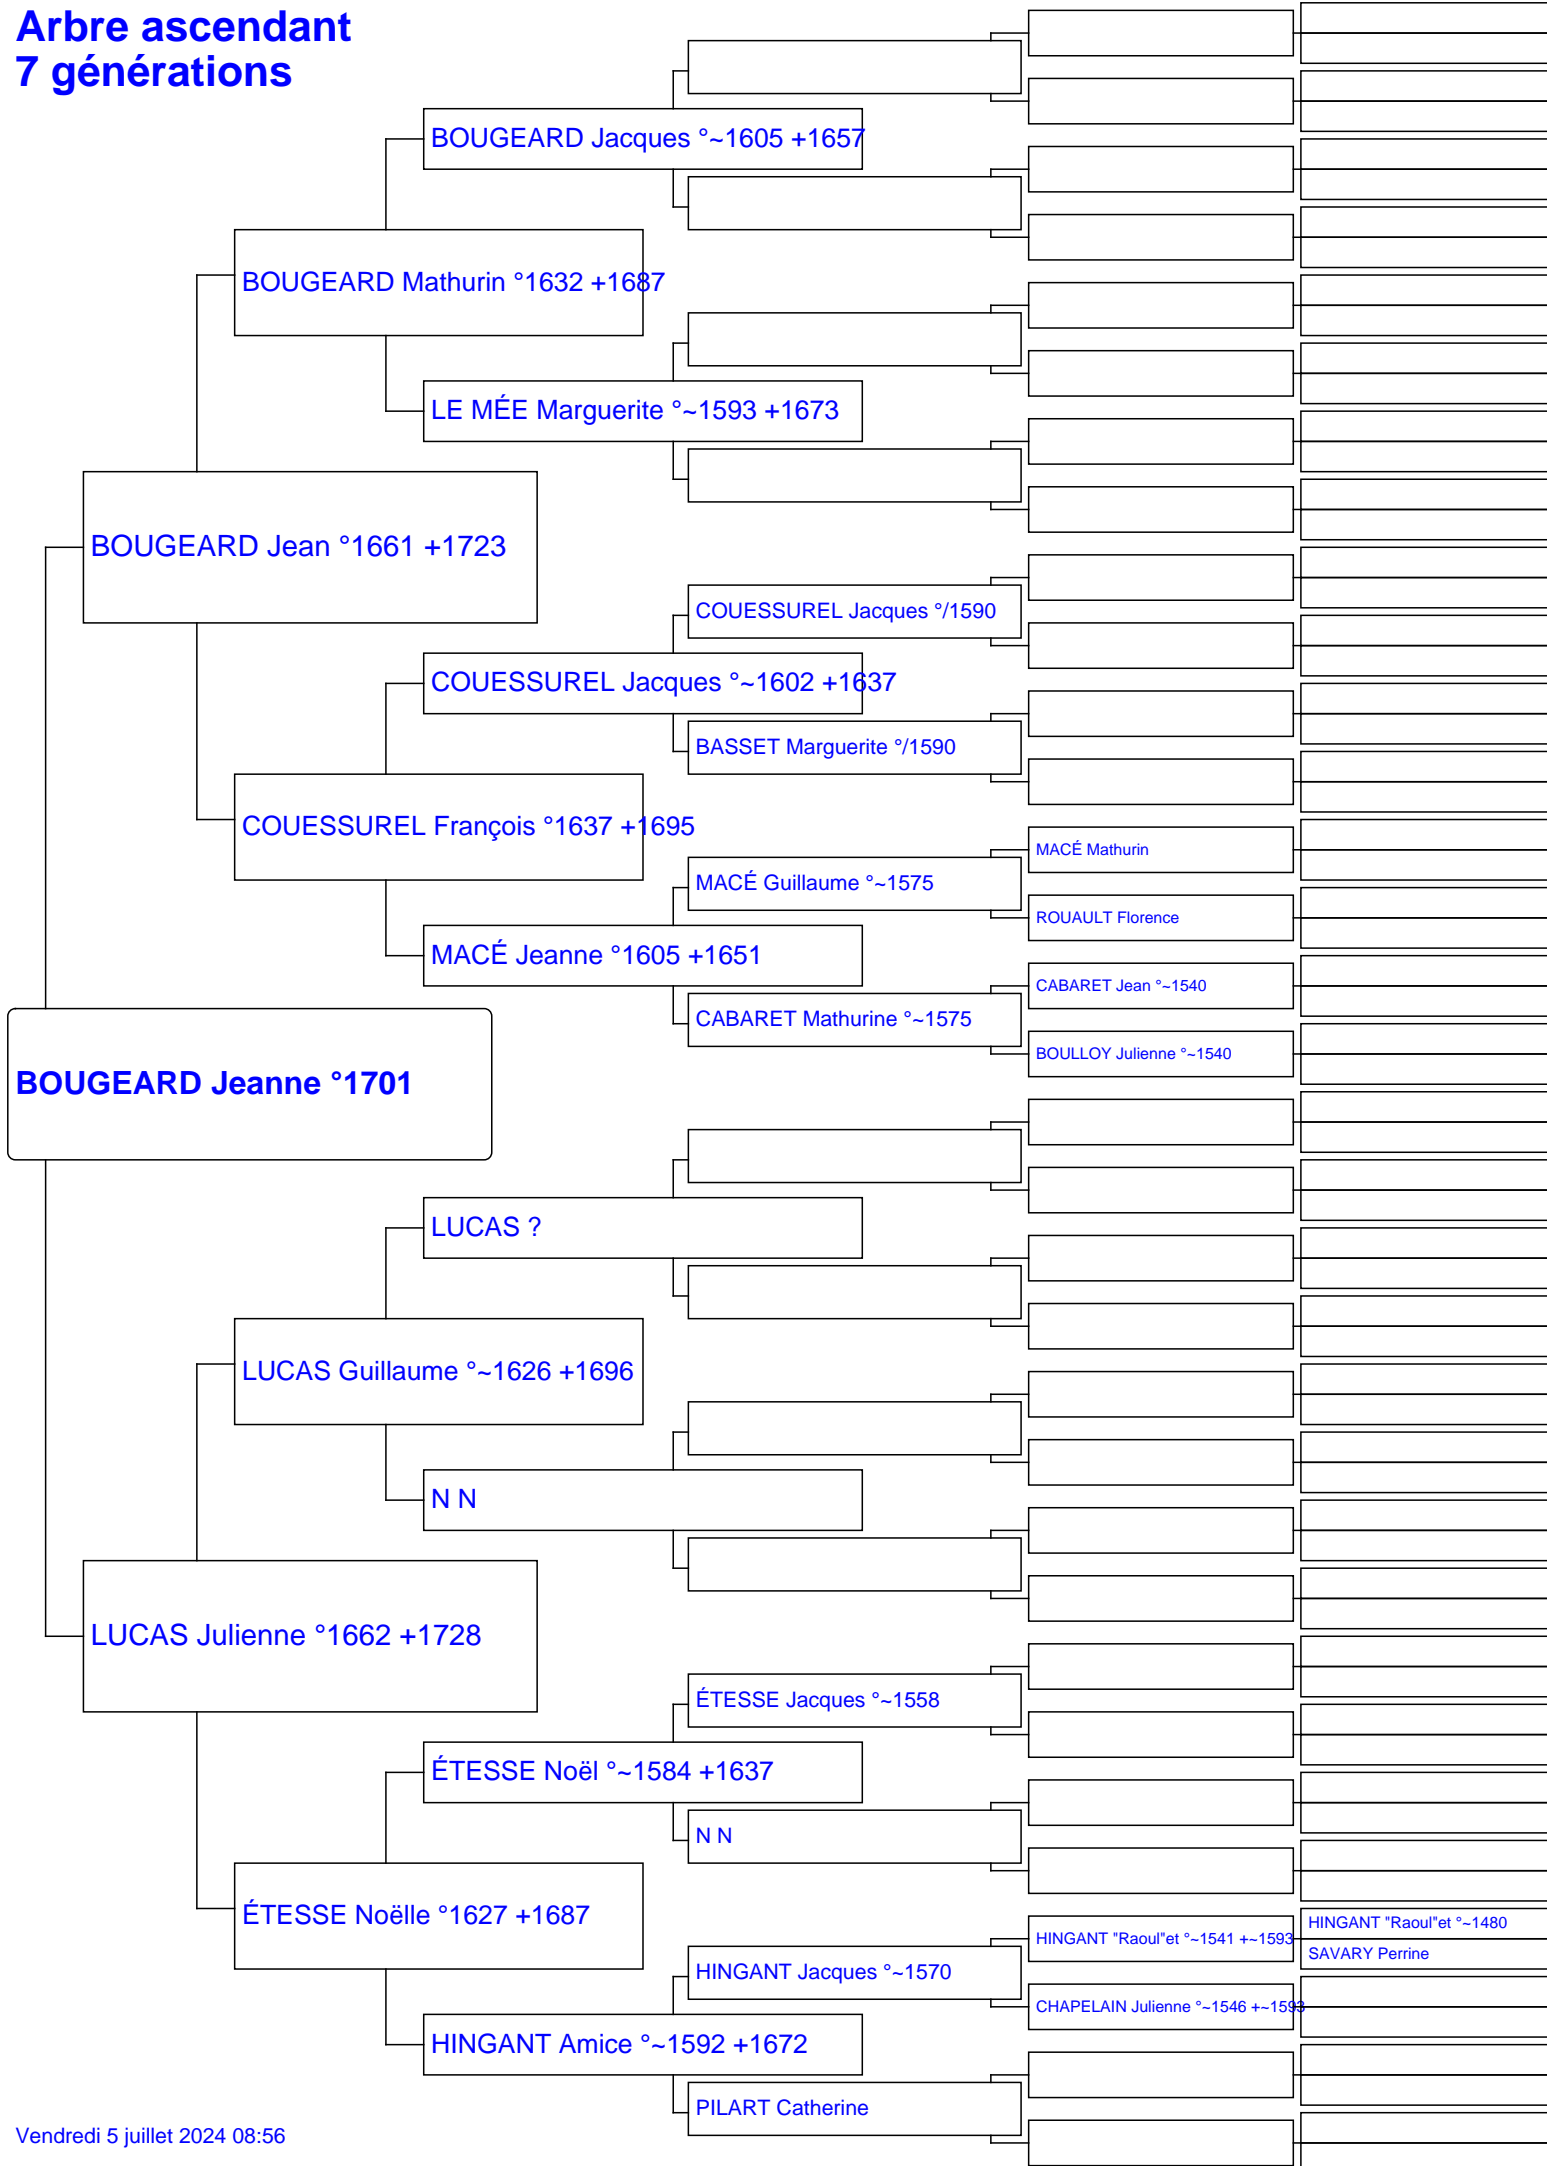 Arbre ascendant
7 générations
BOUGEARD Jacques °~1605 +1657
BOUGEARD Mathurin °1632 +1687
LE MÉE Marguerite °~1593 +1673
BOUGEARD Jean °1661 +1723
COUESSUREL Jacques °/1590
COUESSUREL Jacques °~1602 +1637
BASSET Marguerite °/1590
COUESSUREL François °1637 +1695
MACÉ Mathurin
MACÉ Guillaume °~1575
ROUAULT Florence
MACÉ Jeanne °1605 +1651
CABARET Jean °~1540
CABARET Mathurine °~1575
BOULLOY Julienne °~1540
BOUGEARD Jeanne °1701
LUCAS ?
LUCAS Guillaume °~1626 +1696
N N
LUCAS Julienne °1662 +1728
ÉTESSE Jacques °~1558
ÉTESSE Noël °~1584 +1637
N N
ÉTESSE Noëlle °1627 +1687
HINGANT "Raoul"et °~1480
HINGANT "Raoul"et °~1541 +~1593
SAVARY Perrine
HINGANT Jacques °~1570
CHAPELAIN Julienne °~1546 +~1593
HINGANT Amice °~1592 +1672
PILART Catherine
Vendredi 5 juillet 2024 08:56